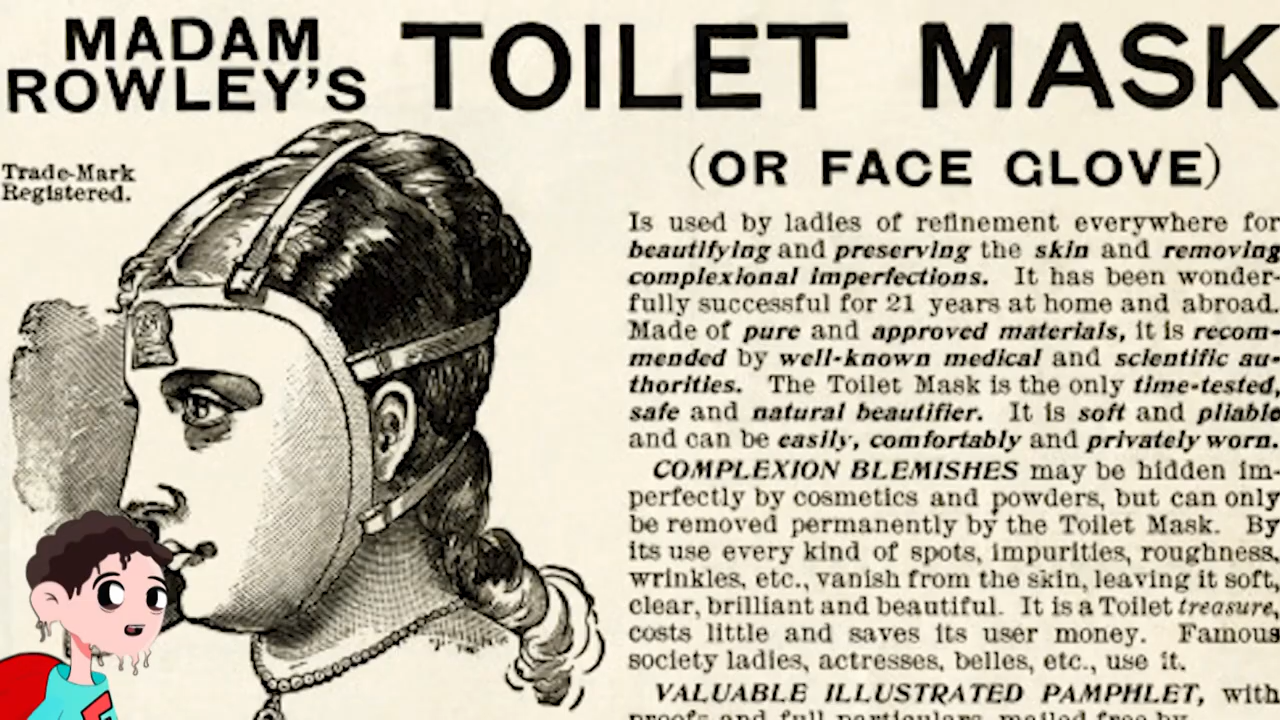 MADAM
ROWLEY'S
TOILET MASK
Trade-Mark
Registered.
(OR FACE GLOVE)
Is used by ladies of refinement everywhere for
beautifying and preserving the skin and removing
complexional imperfections. It has been wonder-
fully successful for 21 years at home and abroad.
Made of pure and approved materials, it is recom-
mended by well-known medical and scientific au-
thorities. The Toilet Mask is the only time-tested,
safe and natural beautifier. It is soft and pliable
and can be easily, comfortably and privately worn.
COMPLEXION BLEMISHES may be hidden im-
perfectly by cosmetics and powders, but can only
be removed permanently by the Toilet Mask. By
its use every kind of spots, impurities, roughness,
wrinkles, etc., vanish from the skin, leaving it soft,
clear, brilliant and beautiful. It is a Toilet treasure,
costs little and saves its user money. Famous
society ladies, actresses, belles, etc., use it.
VALUABLE ILLUSTRATED PAMPHLET, with
proofs and full particulars, mailed free by